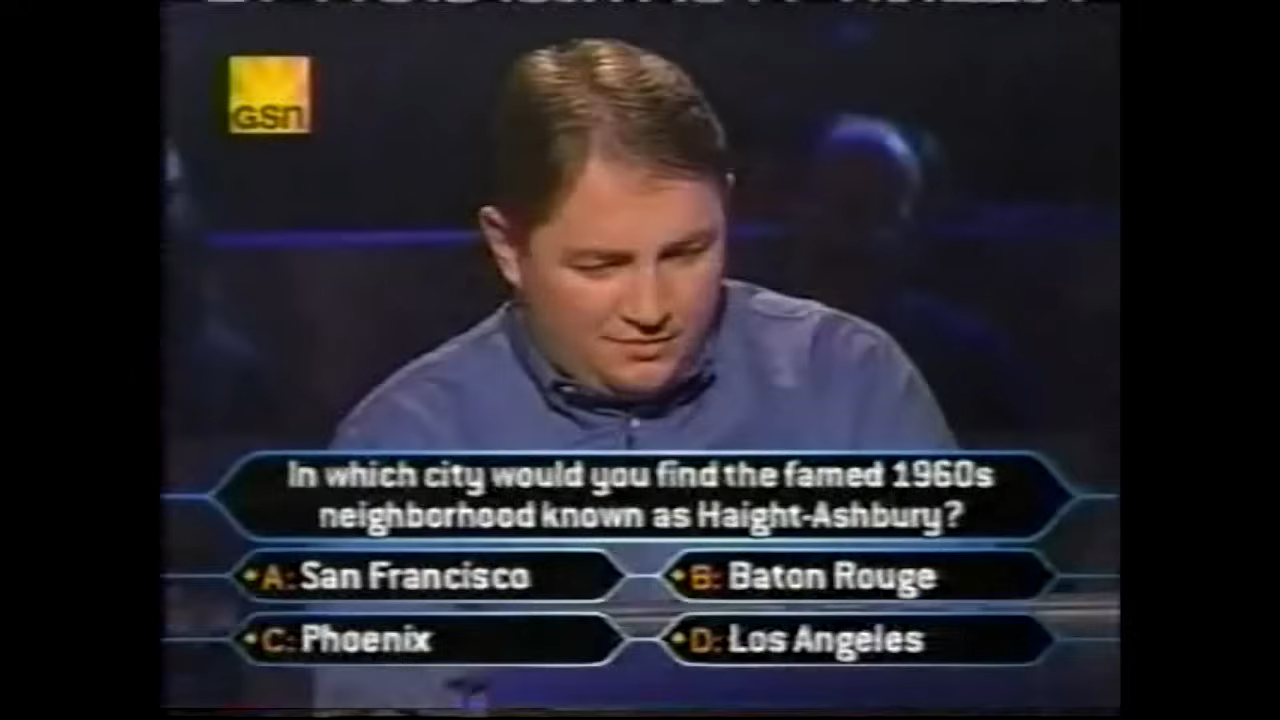 GSN
In which city would you find the famed 1960s
neighborhood known as Haight-Ashbury?
A: San Francisco
B: Baton Rouge
C: Phoenix
D: Los Angeles